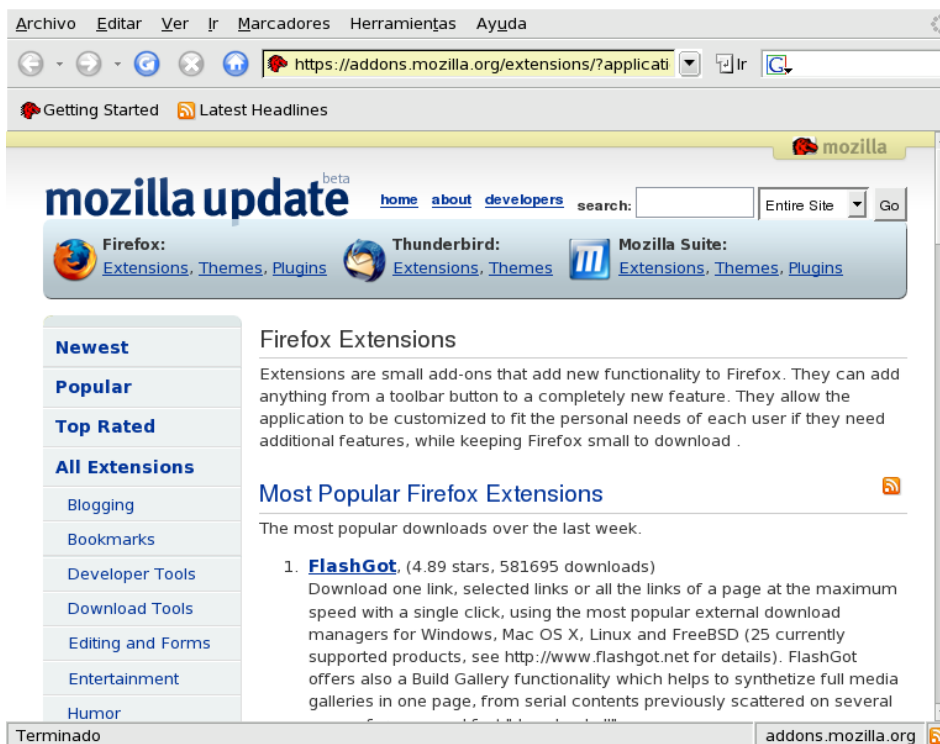 Archivo Editar Ver Ir Marcadores Herramientas Ayuda
https://addons.mozilla.org/extensions/?applicati Ir G
Getting Started Latest Headlines
mozilla
mozilla update beta
home about developers search: Entire Site Go
Firefox: Thunderbird: Mozilla Suite:
Extensions, Themes, Plugins Extensions, Themes Extensions, Themes, Plugins
Newest
Popular
Top Rated
All Extensions
Blogging
Bookmarks
Developer Tools
Download Tools
Editing and Forms
Entertainment
Humor
Firefox Extensions
Extensions are small add-ons that add new functionality to Firefox. They can add
anything from a toolbar button to a completely new feature. They allow the
application to be customized to fit the personal needs of each user if they need
additional features, while keeping Firefox small to download .
Most Popular Firefox Extensions
The most popular downloads over the last week.
1. FlashGot, (4.89 stars, 581695 downloads)
Download one link, selected links or all the links of a page at the maximum
speed with a single click, using the most popular external download
managers for Windows, Mac OS X, Linux and FreeBSD (25 currently
supported products, see http://www.flashgot.net for details). FlashGot
offers also a Build Gallery functionality which helps to synthetize full media
galleries in one page, from serial contents previously scattered on several
Terminado addons.mozilla.org